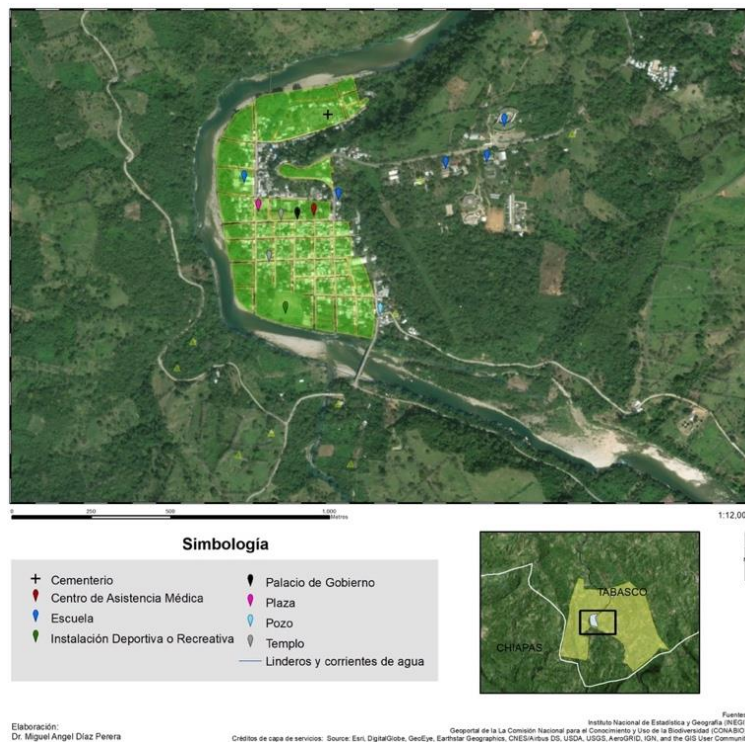 0 250 500 1.000
Metros
1:12,00
Simbología
Cementerio
Centro de Asistencia Médica
Escuela
Instalación Deportiva o Recreativa
Palacio de Gobierno
Plaza
Pozo
Templo
Linderos y corrientes de agua
TABASCO
CHIAPAS
Elaboración:
Dr. Miguel Angel Díaz Perera
Fuentes
Instituto Nacional de Estadística y Geografía (INEGI
Geoportal de la La Comisión Nacional para el Conocimiento y Uso de la Biodiversidad (CONABIO
Créditos de capa de servicios: Source: Esri, DigitalGlobe, GeoEye, Earthstar Geographics, CNES/Airbus DS, USDA, USGS, AeroGRID, IGN, and the GIS User Communi